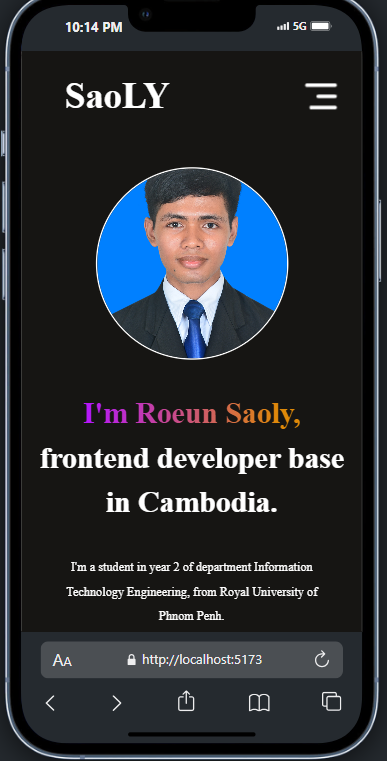 10:14 PM 5G
SaoLY
I'm Roeun Saoly,
frontend developer base
in Cambodia.
I'm a student in year 2 of department Information
Technology Engineering, from Royal University of
Phnom Penh.
AA http://localhost:5173